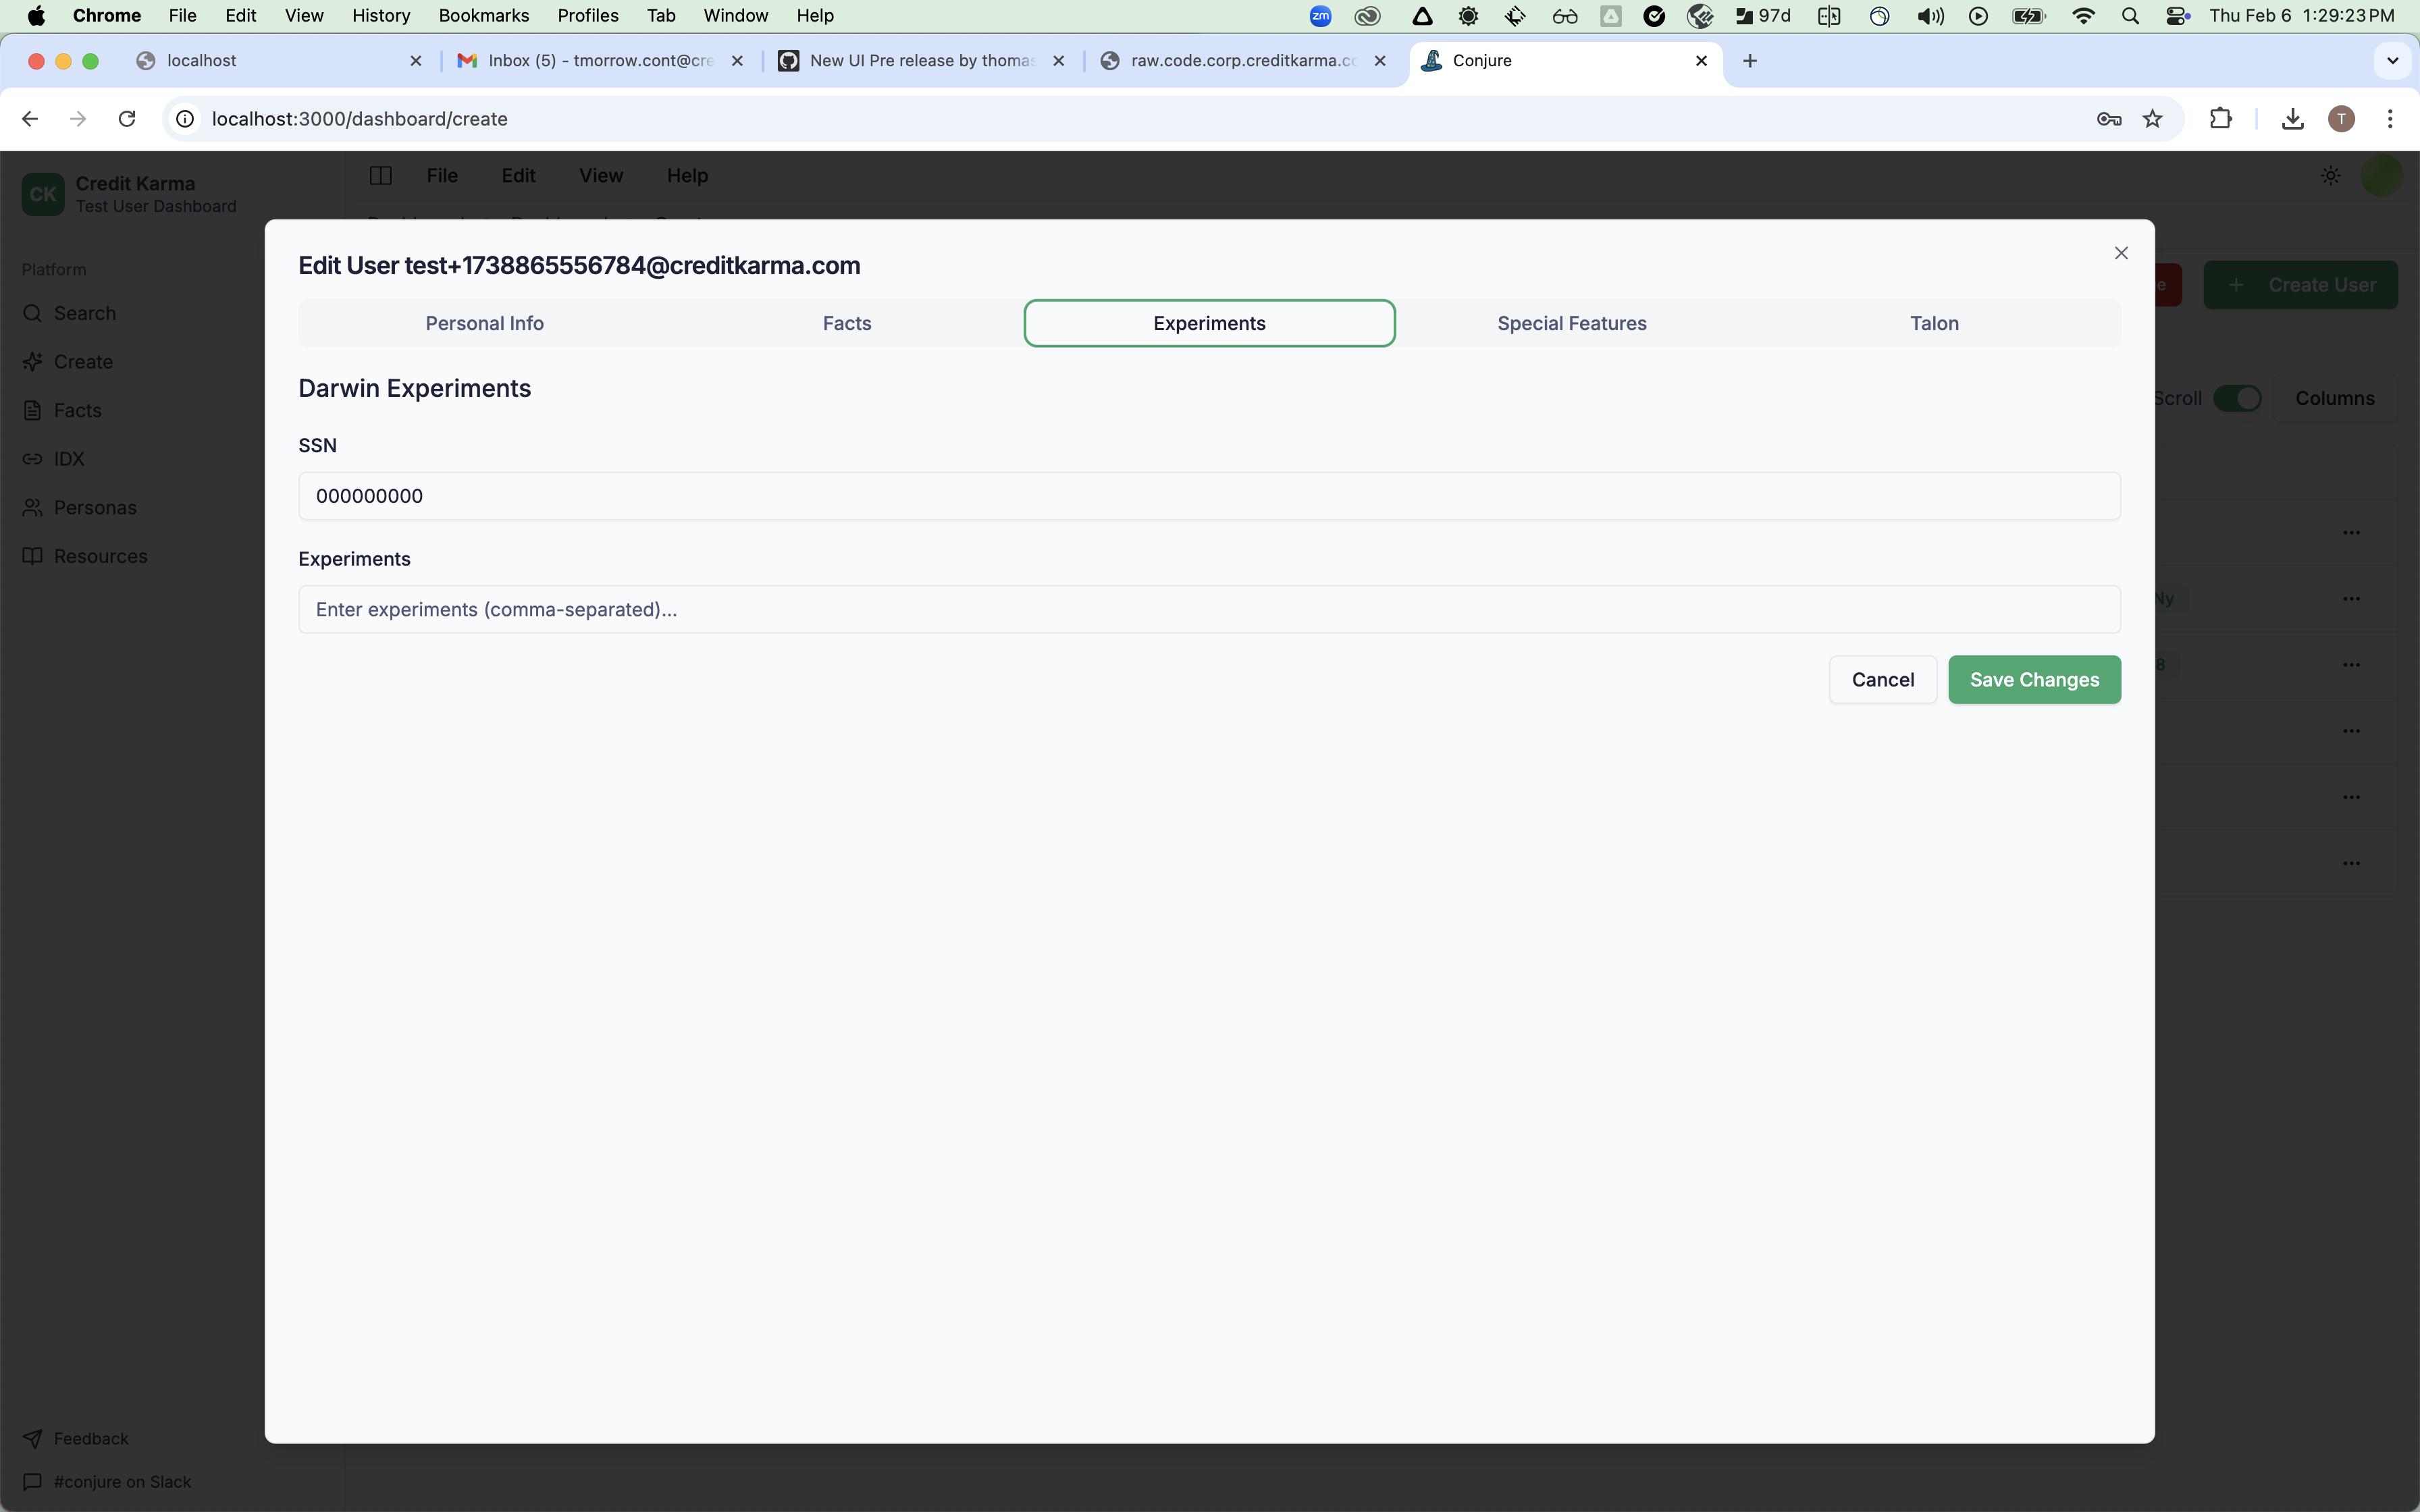 Chrome File Edit View History Bookmarks Profiles Tab Window Help zm 97d Thu Feb 6 1:29:23 PM
localhost Inbox (5) - tmorrow.cont@cre New UI Pre release by thomas raw.code.corp.creditkarma.co Conjure
localhost:3000/dashboard/create T
CK Credit Karma
Test User Dashboard
File Edit View Help
Platform
Search
Create
Facts
IDX
Personas
Resources
Feedback
#conjure on Slack
e + Create User
Scroll Columns
Ny
8
Edit User test+1738865556784@creditkarma.com
Personal Info Facts Experiments Special Features Talon
Darwin Experiments
SSN
000000000
Experiments
Enter experiments (comma-separated)...
Cancel Save Changes